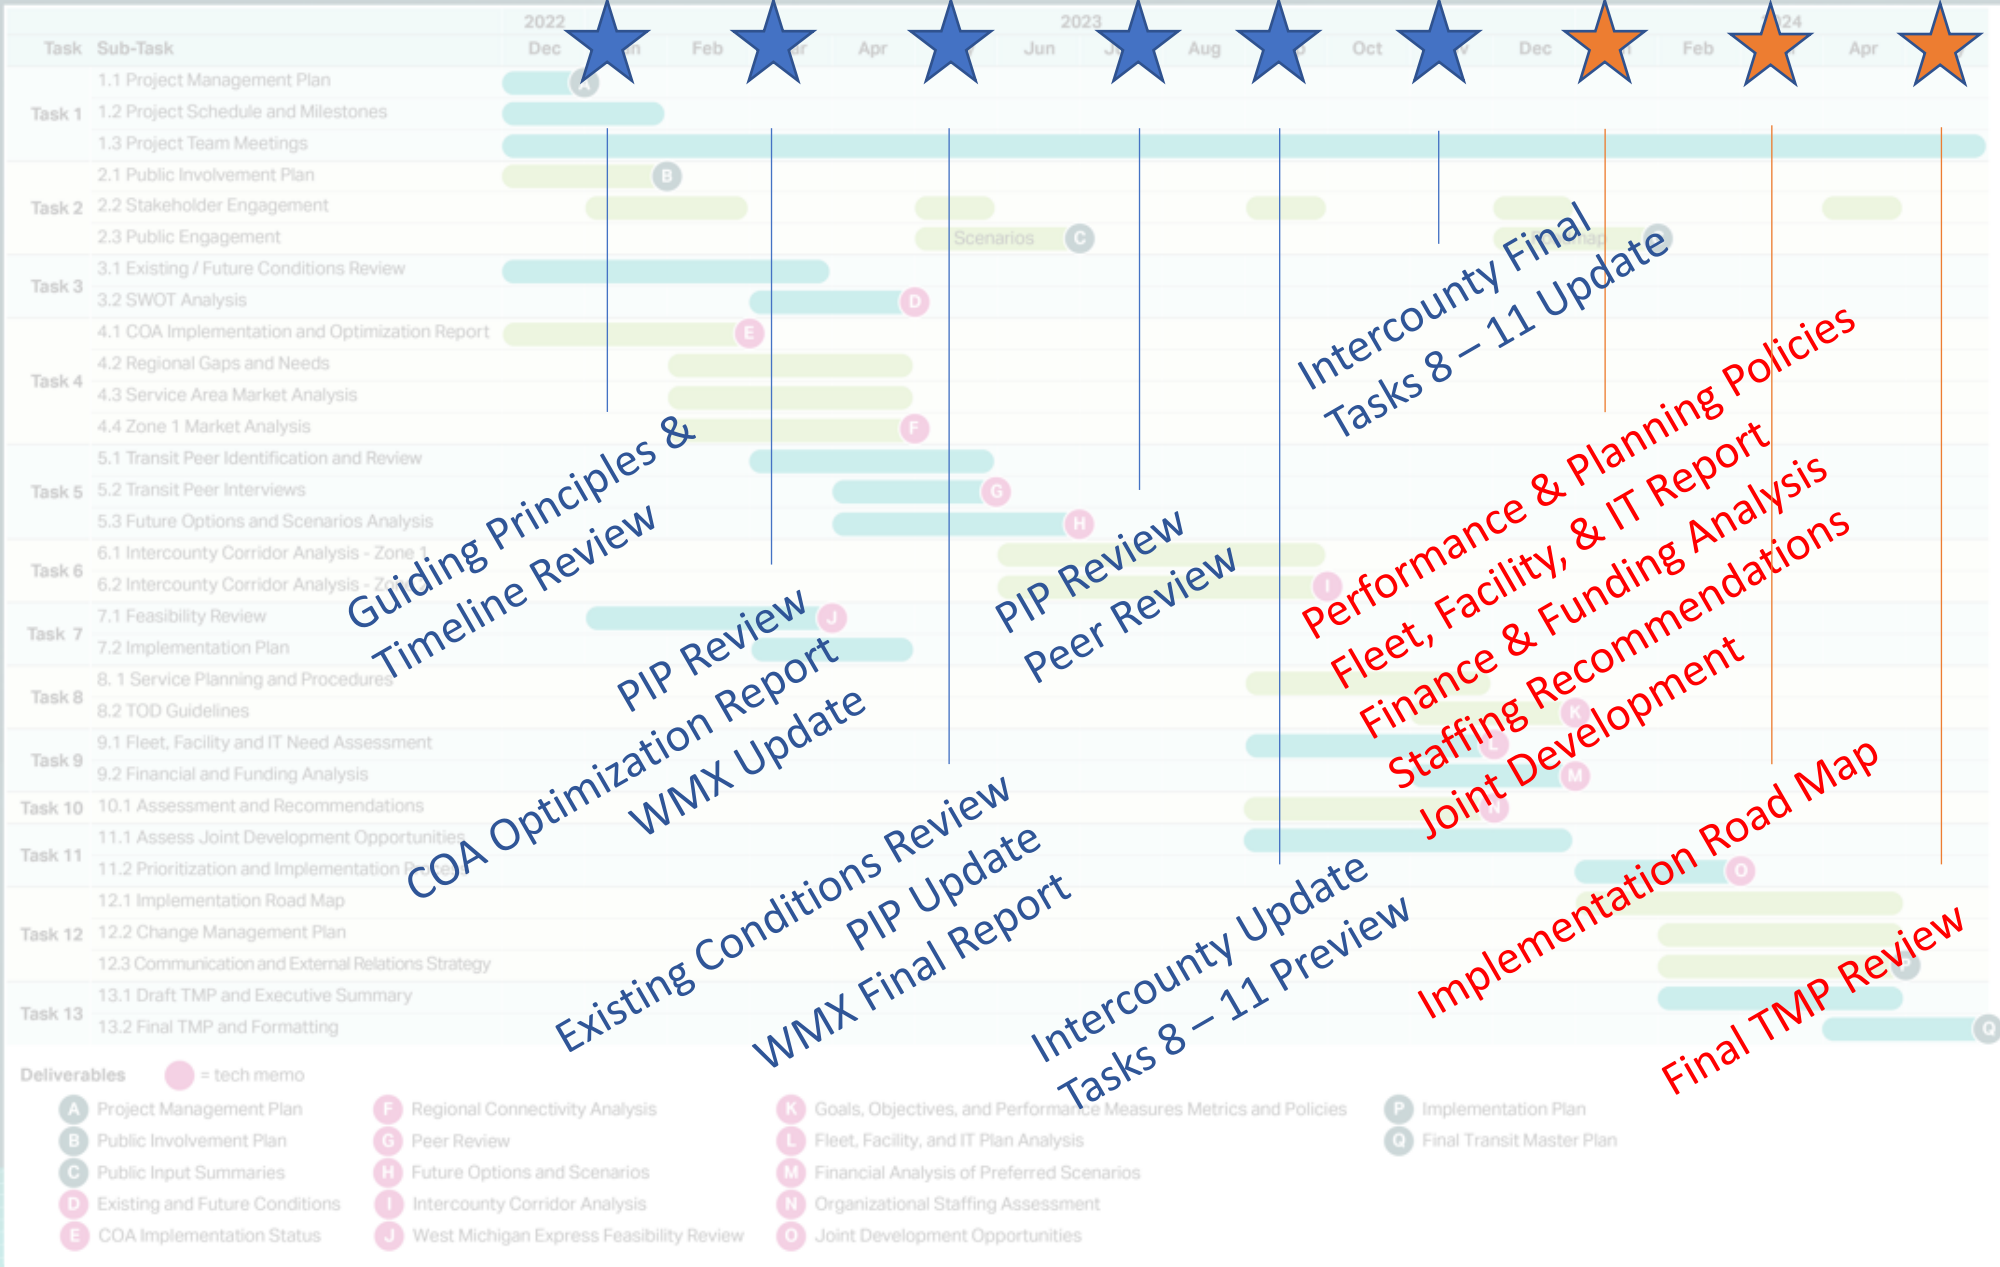 2022 2023 2024
Task Sub-Task Dec Feb Apr Jun Aug Oct Dec Feb Apr
1.1 Project Management Plan A
Task 1 1.2 Project Schedule and Milestones
1.3 Project Team Meetings
2.1 Public Involvement Plan B
Task 2 2.2 Stakeholder Engagement
2.3 Public Engagement Scenarios C Roadmap
3.1 Existing / Future Conditions Review
Task 3
3.2 SWOT Analysis D
4.1 COA Implementation and Optimization Report E
4.2 Regional Gaps and Needs
Task 4
4.3 Service Area Market Analysis
4.4 Zone 1 Market Analysis F
5.1 Transit Peer Identification and Review
Task 5 5.2 Transit Peer Interviews G
5.3 Future Options and Scenarios Analysis H
6.1 Intercounty Corridor Analysis - Zone 1
Task 6
6.2 Intercounty Corridor Analysis - I
7.1 Feasibility Review J
Task 7
7.2 Implementation Plan
8. 1 Service Planning and Procedures
Task 8
8.2 TOD Guidelines K
9.1 Fleet, Facility and IT Need Assessment L
Task 9
9.2 Financial and Funding Analysis M
Task 10 10.1 Assessment and Recommendations N
11.1 Assess Joint Development Opportunities
Task 11
11.2 Prioritization and Implementation Process O
12.1 Implementation Road Map
Task 12 12.2 Change Management Plan
12.3 Communication and External Relations Strategy P
13.1 Draft TMP and Executive Summary
Task 13
13.2 Final TMP and Formatting Q
Guiding Principles &
Timeline Review
PIP Review
COA Optimization Report
WMX Update
Existing Conditions Review
PIP Update
WMX Final Report
PIP Review
Peer Review
Intercounty Update
Tasks 8 – 11 Preview
Intercounty Final
Tasks 8 – 11 Update
Performance & Planning Policies
Fleet, Facility, & IT Report
Finance & Funding Analysis
Staffing Recommendations
Joint Development
Implementation Road Map
Final TMP Review
Deliverables = tech memo
A Project Management Plan
B Public Involvement Plan
C Public Input Summaries
D Existing and Future Conditions
E COA Implementation Status
F Regional Connectivity Analysis
G Peer Review
H Future Options and Scenarios
I Intercounty Corridor Analysis
J West Michigan Express Feasibility Review
K Goals, Objectives, and Performance Measures Metrics and Policies
L Fleet, Facility, and IT Plan Analysis
M Financial Analysis of Preferred Scenarios
N Organizational Staffing Assessment
O Joint Development Opportunities
P Implementation Plan
Q Final Transit Master Plan